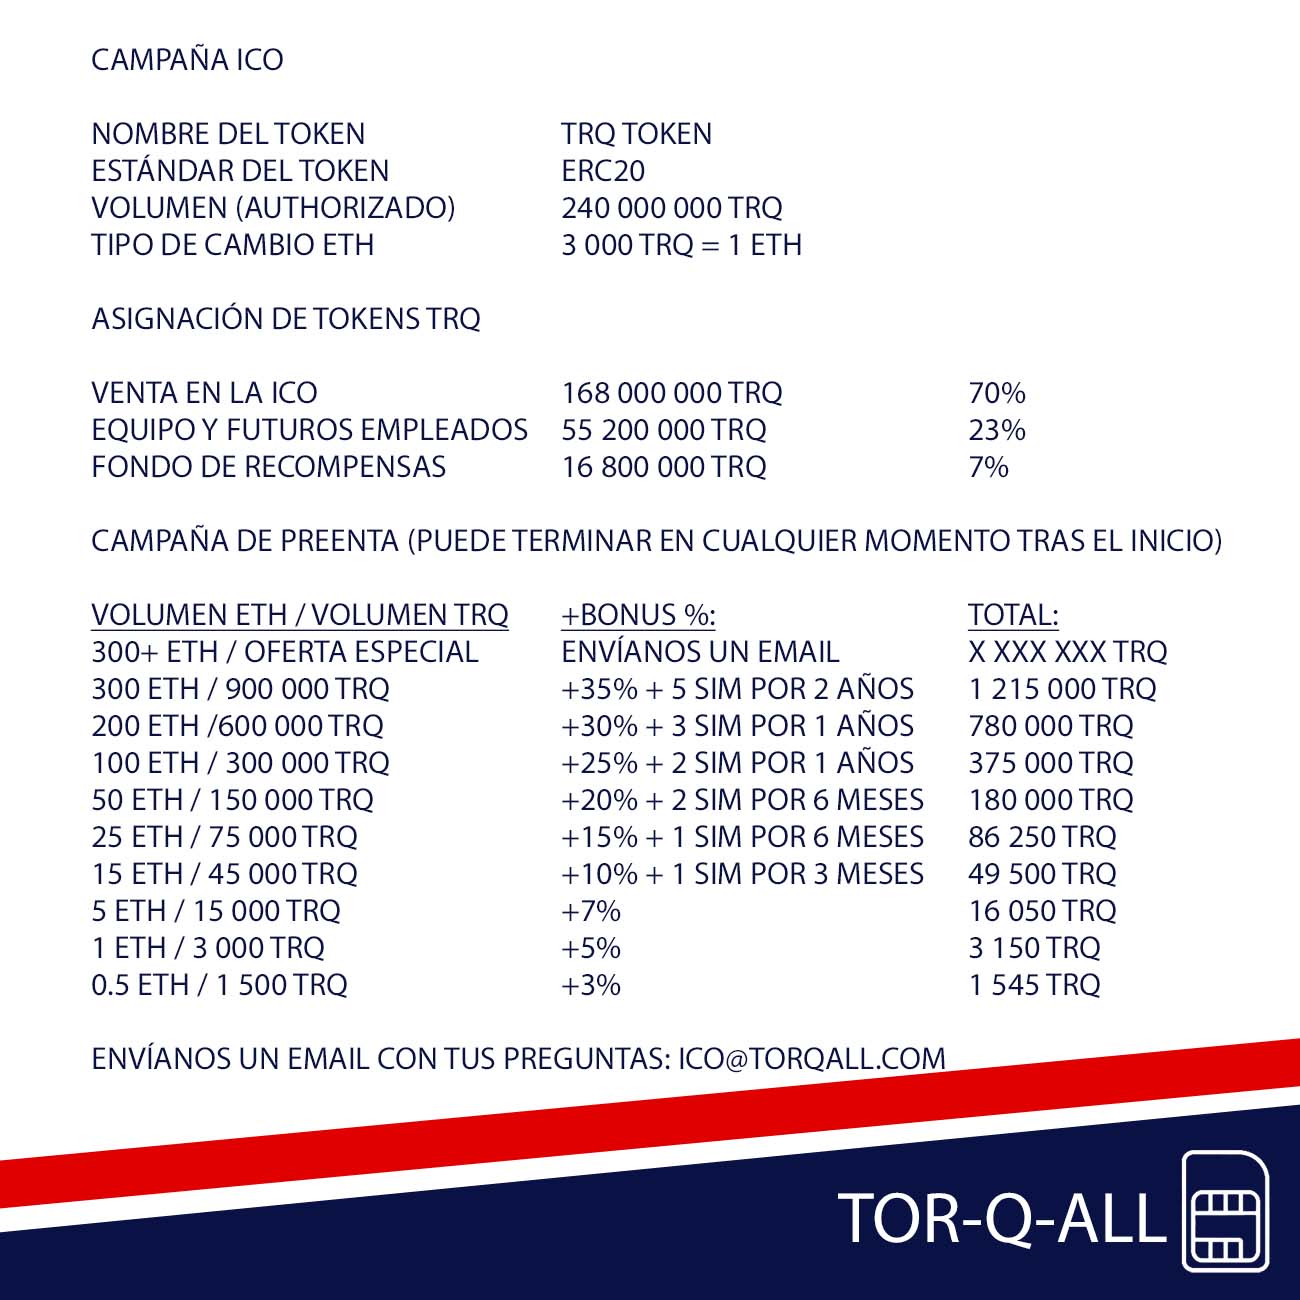 CAMPAÑA ICO
NOMBRE DEL TOKEN TRQ TOKEN
ESTÁNDAR DEL TOKEN ERC20
VOLUMEN (AUTHORIZADO) 240 000 000 TRQ
TIPO DE CAMBIO ETH 3 000 TRQ = 1 ETH
ASIGNACIÓN DE TOKENS TRQ
VENTA EN LA ICO 168 000 000 TRQ 70%
EQUIPO Y FUTUROS EMPLEADOS 55 200 000 TRQ 23%
FONDO DE RECOMPENSAS 16 800 000 TRQ 7%
CAMPAÑA DE PREENTA (PUEDE TERMINAR EN CUALQUIER MOMENTO TRAS EL INICIO)
VOLUMEN ETH / VOLUMEN TRQ +BONUS %: TOTAL:
300+ ETH / OFERTA ESPECIAL ENVÍANOS UN EMAIL X XXX XXX TRQ
300 ETH / 900 000 TRQ +35% + 5 SIM POR 2 AÑOS 1 215 000 TRQ
200 ETH /600 000 TRQ +30% + 3 SIM POR 1 AÑOS 780 000 TRQ
100 ETH / 300 000 TRQ +25% + 2 SIM POR 1 AÑOS 375 000 TRQ
50 ETH / 150 000 TRQ +20% + 2 SIM POR 6 MESES 180 000 TRQ
25 ETH / 75 000 TRQ +15% + 1 SIM POR 6 MESES 86 250 TRQ
15 ETH / 45 000 TRQ +10% + 1 SIM POR 3 MESES 49 500 TRQ
5 ETH / 15 000 TRQ +7% 16 050 TRQ
1 ETH / 3 000 TRQ +5% 3 150 TRQ
0.5 ETH / 1 500 TRQ +3% 1 545 TRQ
ENVÍANOS UN EMAIL CON TUS PREGUNTAS: ICO@TORQALL.COM
TOR-Q-ALL